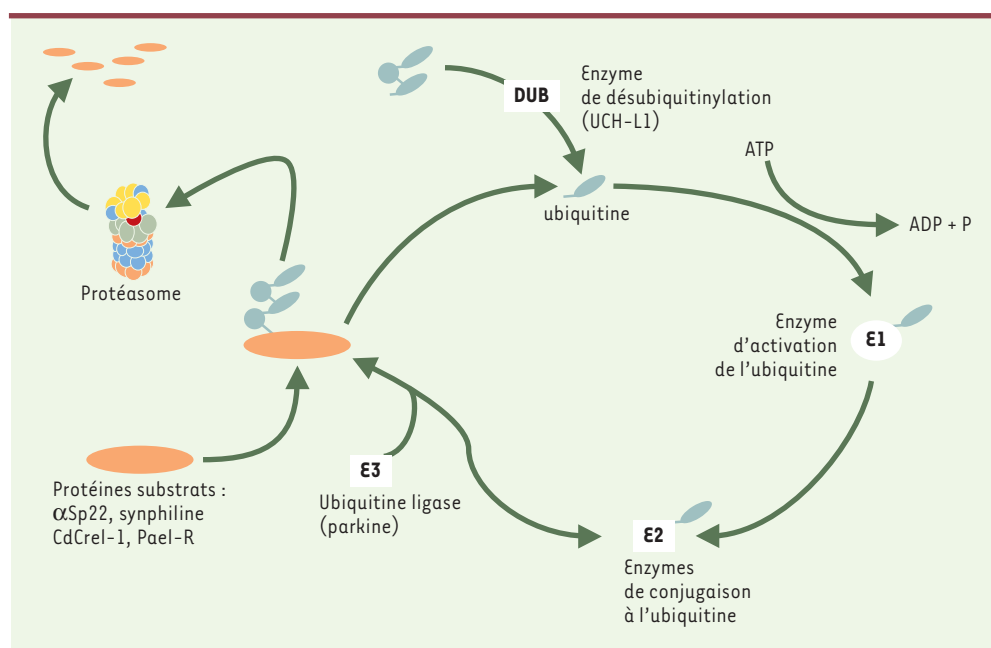 DUB
Enzyme
de désubiquitinylation
(UCH-L1)
ATP
ubiquitine
ADP + P
Protéasome
Enzyme
d'activation
de l'ubiquitine
E1
Protéines substrats :
αSp22, synphiline
CdCrel-1, Pael-R
E3
Ubiquitine ligase
(parkine)
E2
Enzymes
de conjugaison
à l'ubiquitine